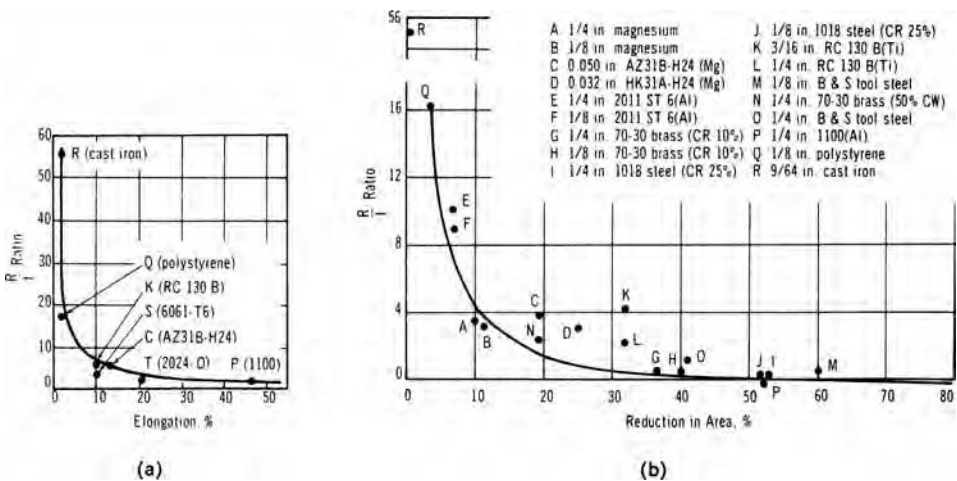 60
50
40
30
20
10
0
R/t Ratio
R (cast iron)
Q (polystyrene)
K (RC 130 B)
S (6061-T6)
C (AZ31B-H24)
T (2024-O) P (1100)
0 10 20 30 40 50%
Elongation, %
(a)
56
16
12
8
4
0
R/t Ratio
R
Q
E
F
A
B
C
N
D
K
L
G H O
J I
P
M
0 10 20 30 40 50 60 70 80
Reduction in Area, %
(b)
A 1/4 in. magnesium
B 1/8 in. magnesium
C 0.050 in. AZ31B-H24 (Mg)
D 0.032 in. HK31A-H24 (Mg)
E 1/4 in. 2011 ST 6(Al)
F 1/8 in. 2011 ST 6(Al)
G 1/4 in. 70-30 brass (CR 10%)
H 1/8 in. 70-30 brass (CR 10%)
I 1/4 in. 1018 steel (CR 25%)
J 1/8 in. 1018 steel (CR 25%)
K 3/16 in. RC 130 B(Ti)
L 1/4 in. RC 130 B(Ti)
M 1/8 in. B & S tool steel
N 1/4 in. 70-30 brass (50% CW)
O 1/4 in. B & S tool steel
P 1/4 in. 1100(Al)
Q 1/8 in. polystyrene
R 9/64 in. cast iron